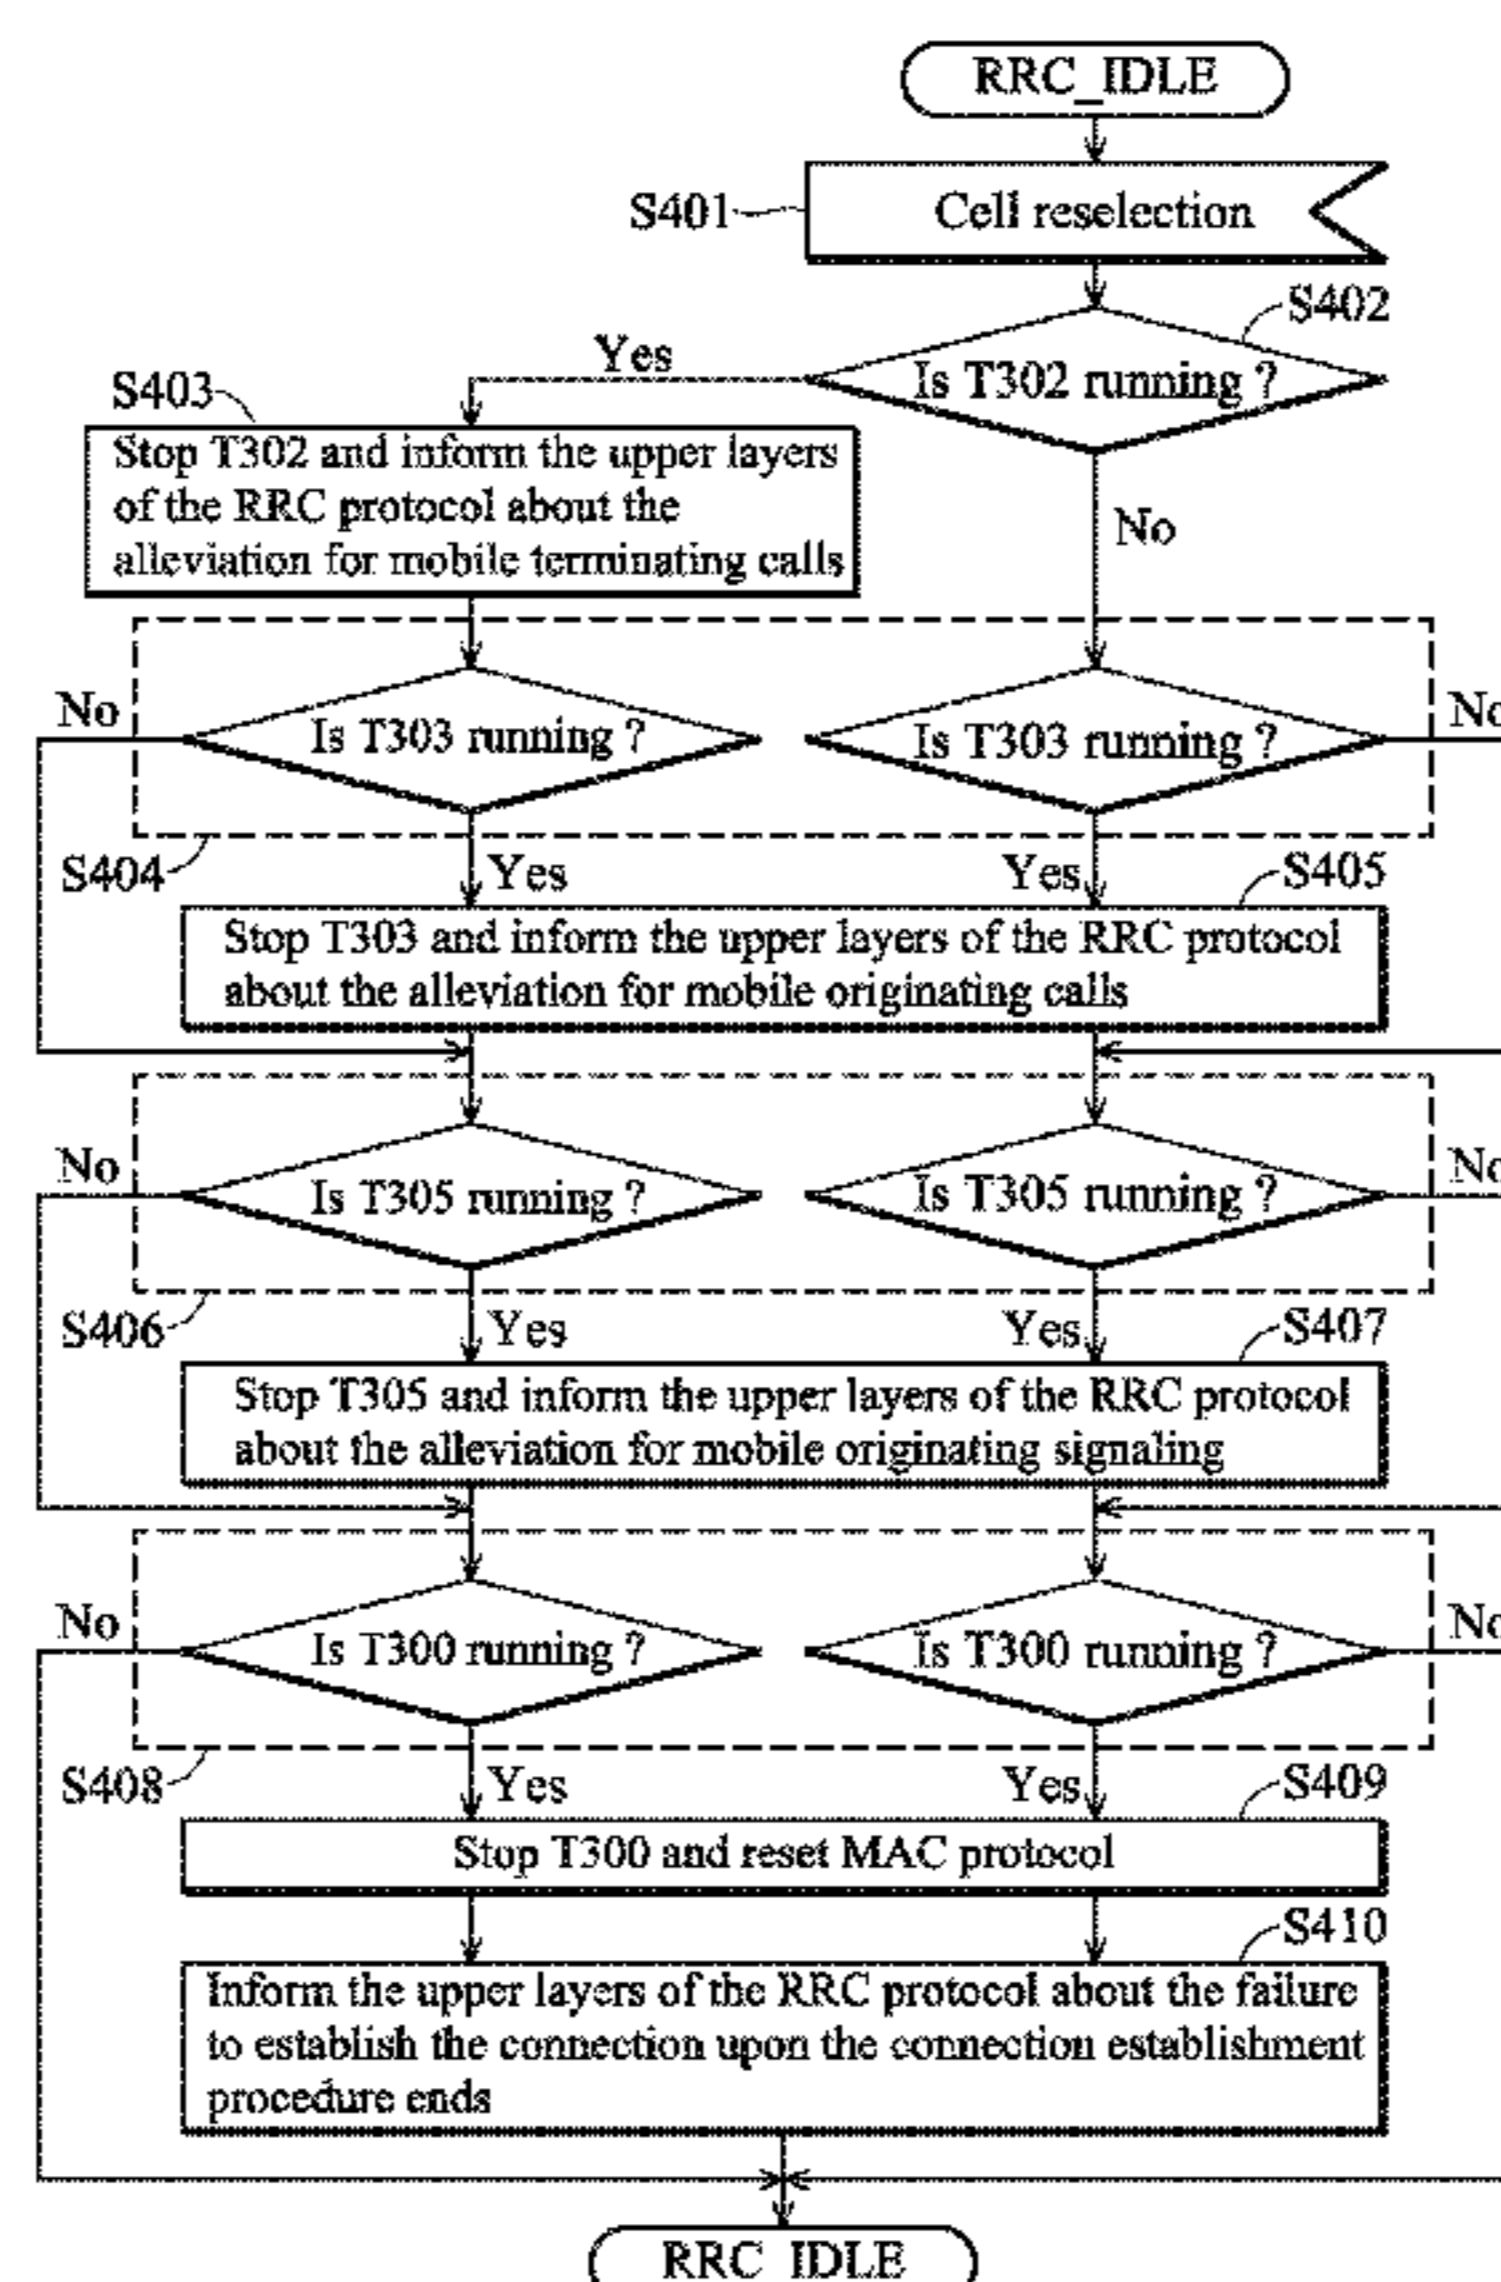 RRC_IDLE
S401
Cell reselection
S402
Yes
Is T302 running ?
S403
Stop T302 and inform the upper layers
of the RRC protocol about the
alleviation for mobile terminating calls
No
No
Is T303 running ?
Is T303 running ?
No
S404
Yes
Yes
S405
Stop T303 and inform the upper layers of the RRC protocol
about the alleviation for mobile originating calls
No
Is T305 running ?
Is T305 running ?
No
S406
Yes
Yes
S407
Stop T305 and inform the upper layers of the RRC protocol
about the alleviation for mobile originating signaling
No
Is T300 running ?
Is T300 running ?
No
S408
Yes
Yes
S409
Stop T300 and reset MAC protocol
S410
Inform the upper layers of the RRC protocol about the failure
to establish the connection upon the connection establishment
procedure ends
RRC_IDLE